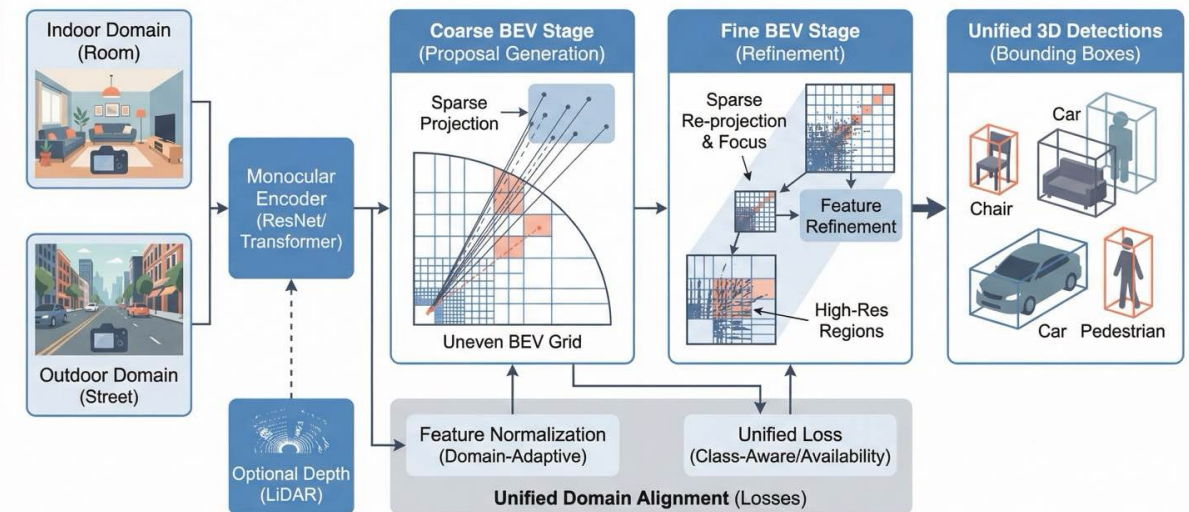 Indoor Domain
(Room)
Outdoor Domain
(Street)
Monocular
Encoder
(ResNet/
Transformer)
Optional Depth
(LiDAR)
Coarse BEV Stage
(Proposal Generation)
Sparse
Projection
Uneven BEV Grid
Fine BEV Stage
(Refinement)
Sparse
Re-projection
& Focus
Feature
Refinement
High-Res
Regions
Unified 3D Detections
(Bounding Boxes)
Car
Chair
Car
Pedestrian
Feature Normalization
(Domain-Adaptive)
Unified Loss
(Class-Aware/Availability)
Unified Domain Alignment (Losses)